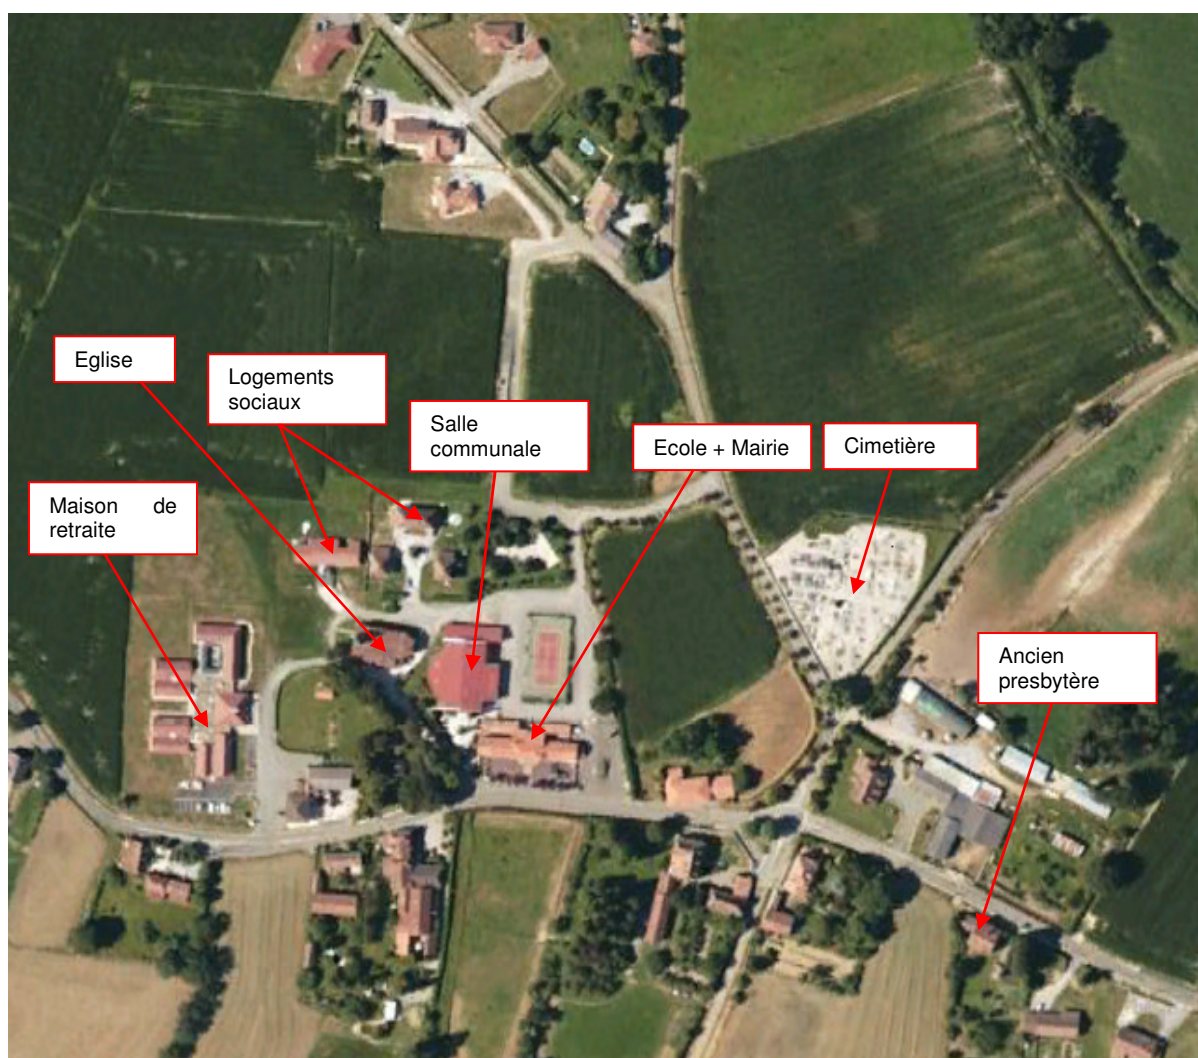 Eglise
Logements
sociaux
Salle
communale
Ecole + Mairie
Cimetière
Maison de
retraite
Ancien
presbytère